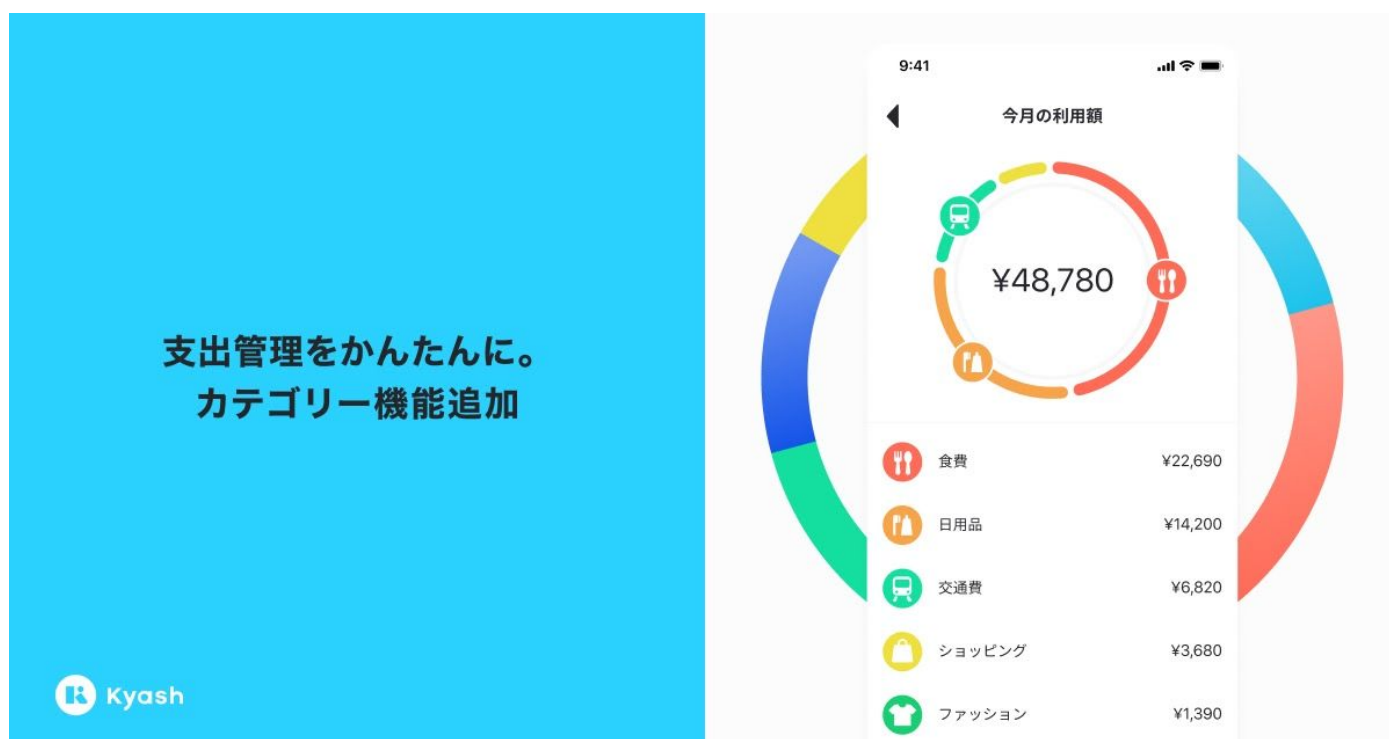 支出管理をかんたんに。
カテゴリー機能追加
Kyash
9:41
今月の利用額
¥48,780
食費 ¥22,690
日用品 ¥14,200
交通費 ¥6,820
ショッピング ¥3,680
ファッション ¥1,390